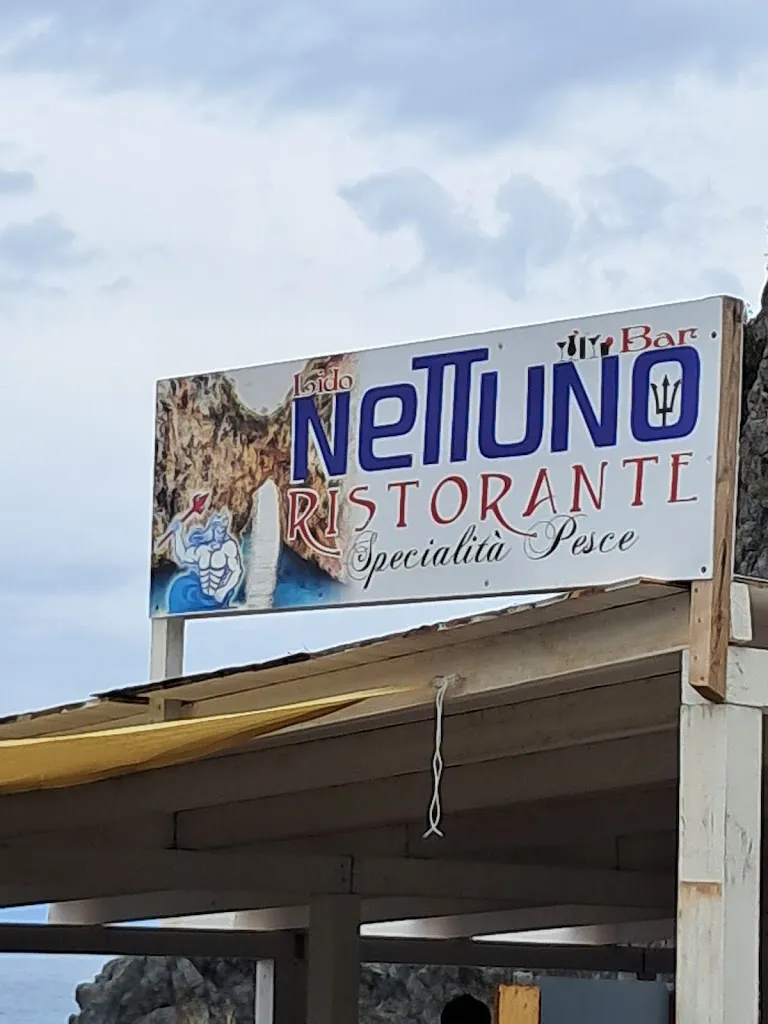 Lido Bar
NeTTUNO
RISTORANTE
Specialità Pesce